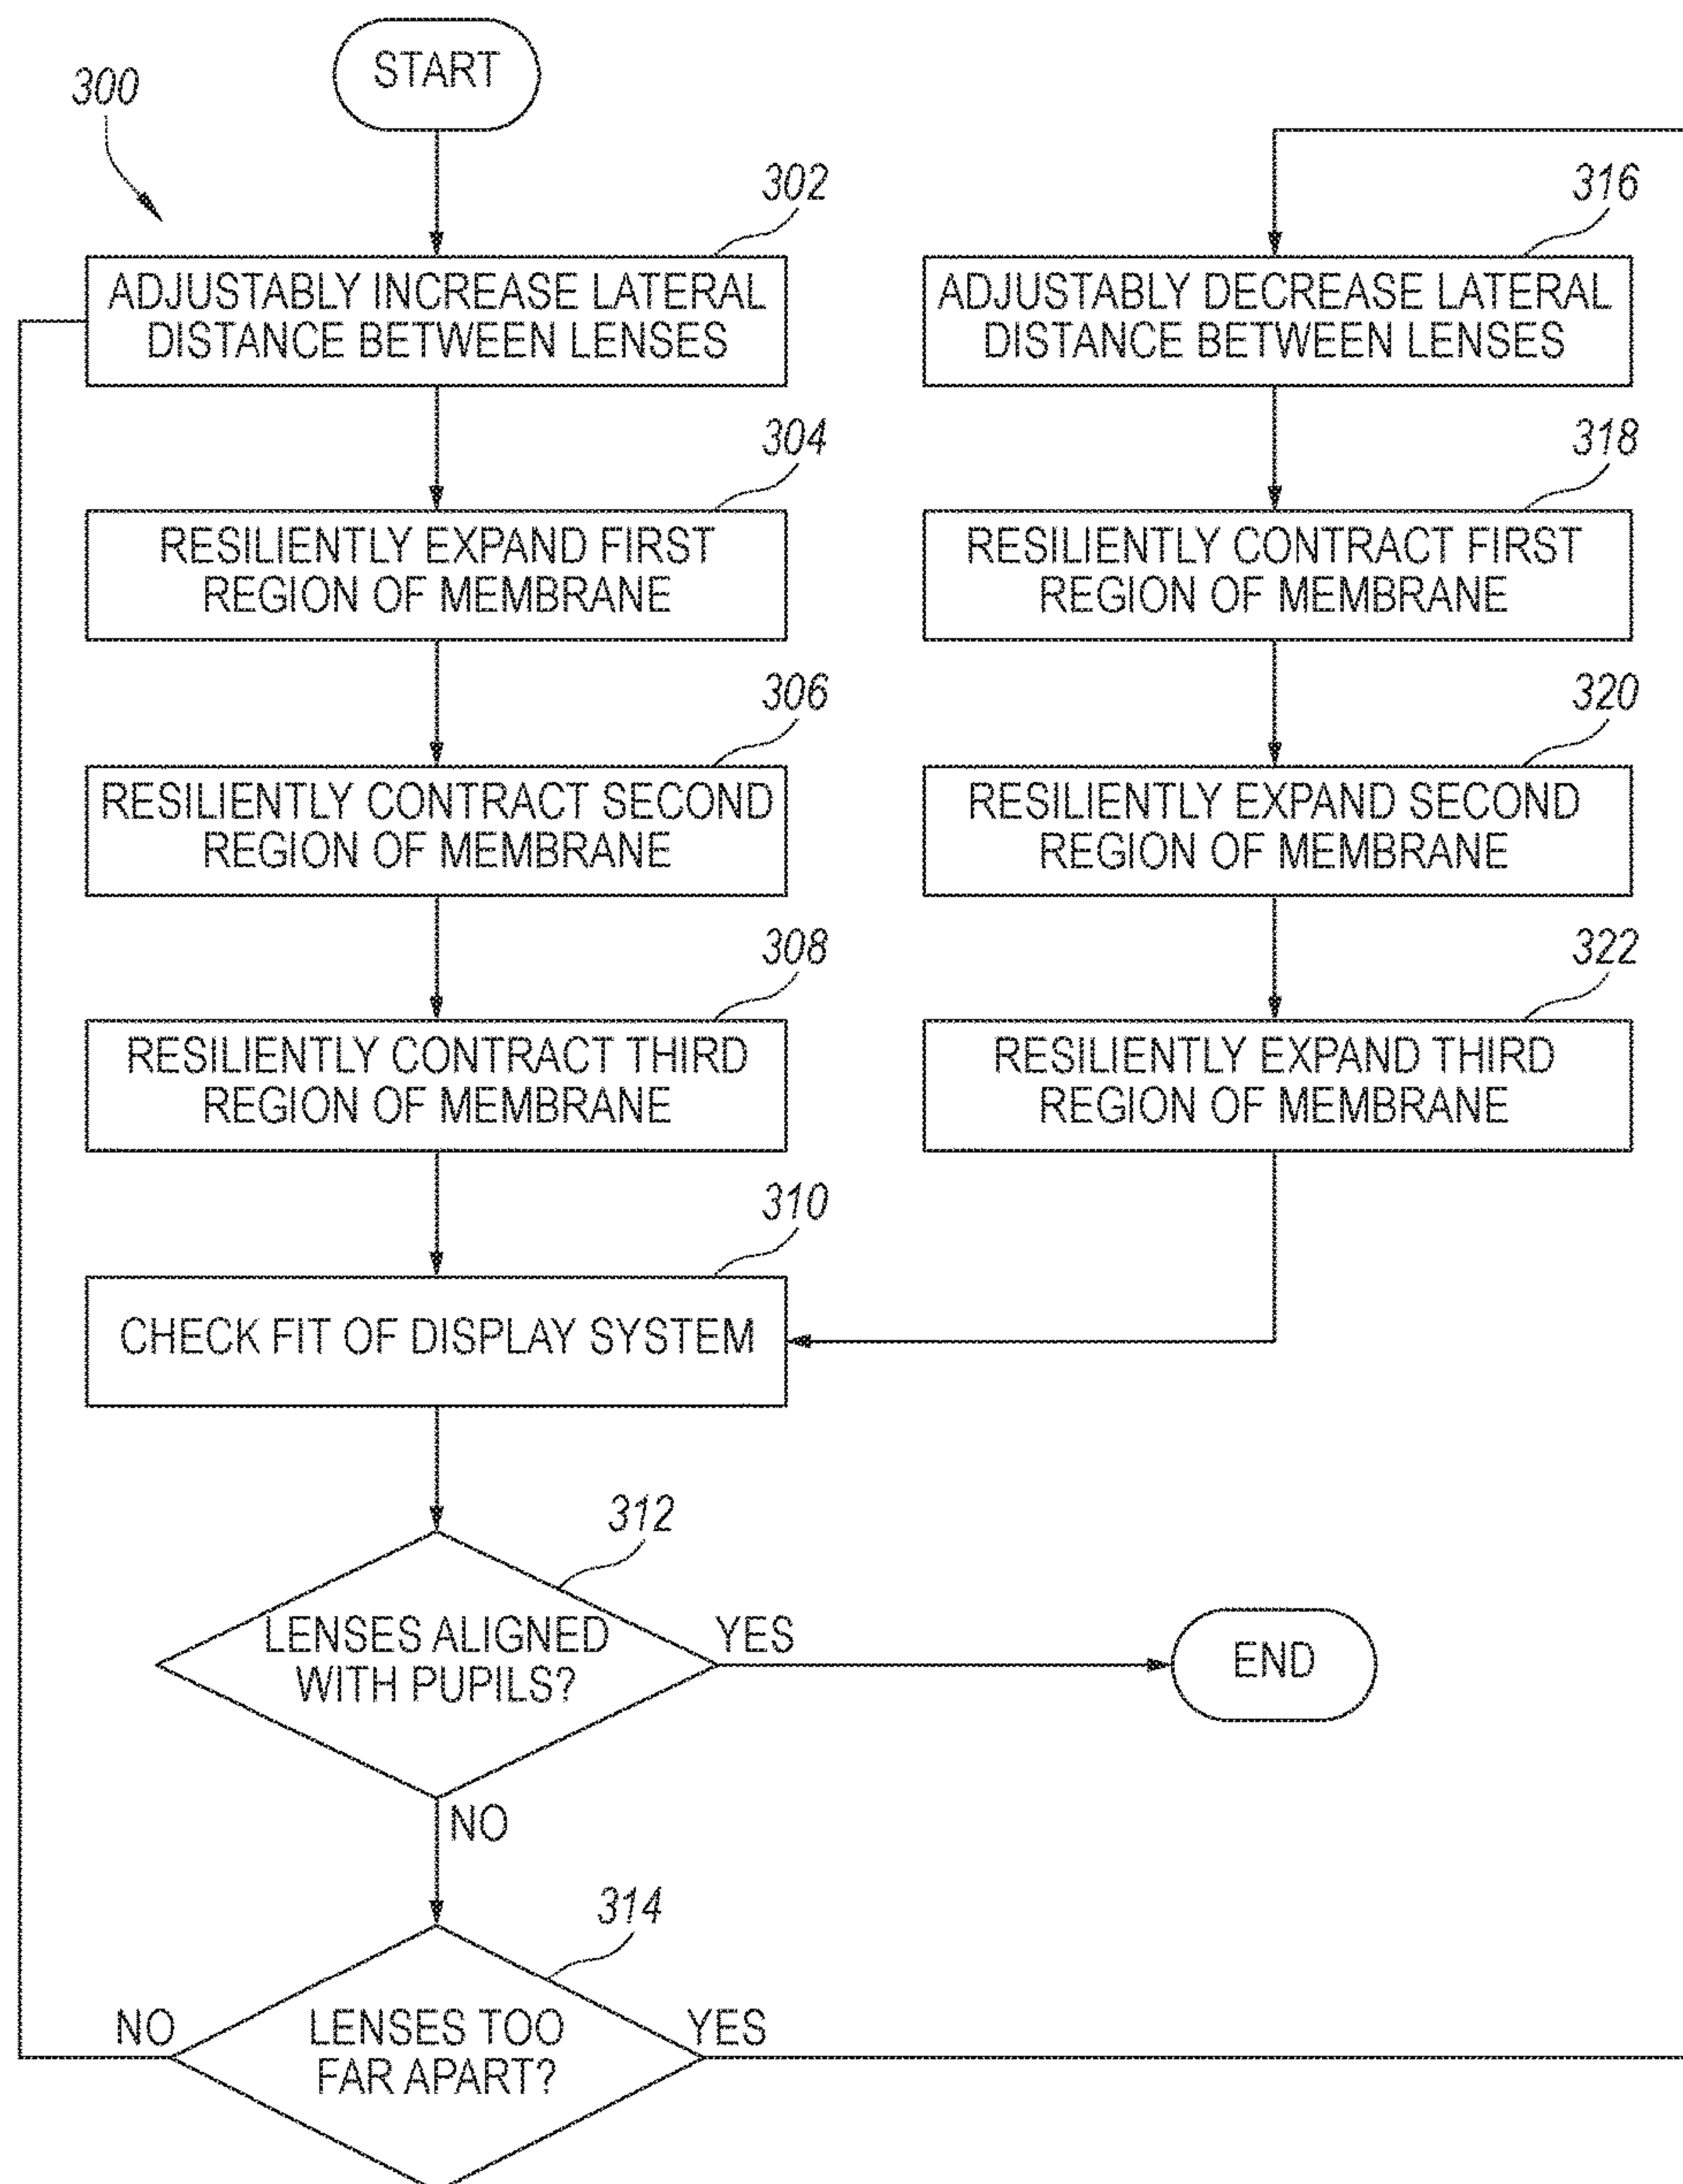 300
START
302
ADJUSTABLY INCREASE LATERAL
DISTANCE BETWEEN LENSES
304
RESILIENTLY EXPAND FIRST
REGION OF MEMBRANE
306
RESILIENTLY CONTRACT SECOND
REGION OF MEMBRANE
308
RESILIENTLY CONTRACT THIRD
REGION OF MEMBRANE
310
CHECK FIT OF DISPLAY SYSTEM
312
LENSES ALIGNED
WITH PUPILS?
YES
END
NO
314
LENSES TOO
FAR APART?
NO
YES
316
ADJUSTABLY DECREASE LATERAL
DISTANCE BETWEEN LENSES
318
RESILIENTLY CONTRACT FIRST
REGION OF MEMBRANE
320
RESILIENTLY EXPAND SECOND
REGION OF MEMBRANE
322
RESILIENTLY EXPAND THIRD
REGION OF MEMBRANE